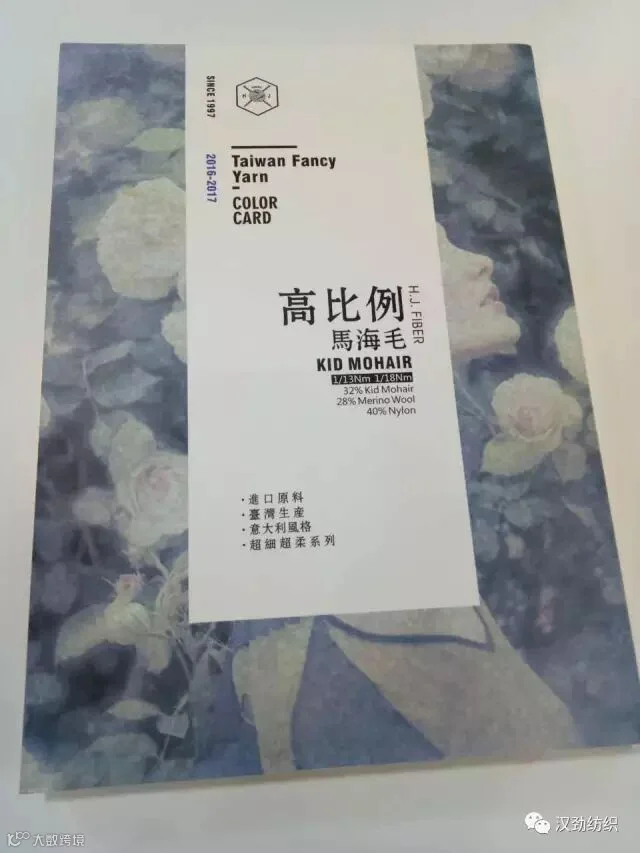 SINCE 1997
H J
2016-2017
Taiwan Fancy
Yarn
COLOR
CARD
高比例
馬海毛
H.J. FIBER
KID MOHAIR
1/13Nm 1/18Nm
32% Kid Mohair
28% Merino Wool
40% Nylon
·進口原料
·臺灣生產
·意大利風格
·超細超柔系列
汉劲纺织
大数跨境